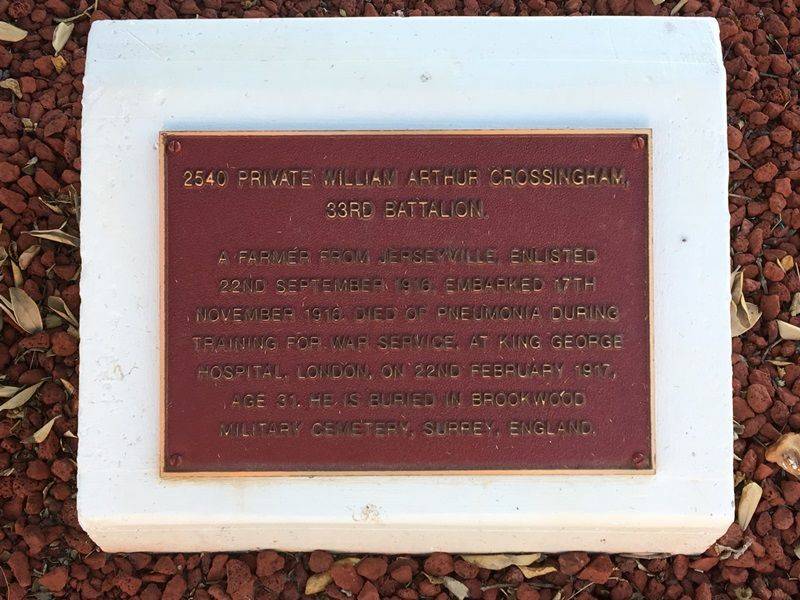 2540 PRIVATE WILLIAM ARTHUR CROSSINGHAM,
33RD BATTALION.
A FARMER FROM JERSEYVILLE, ENLISTED
22ND SEPTEMBER 1916, EMBARKED 17TH
NOVEMBER 1916. DIED OF PNEUMONIA DURING
TRAINING FOR WAR SERVICE, AT KING GEORGE
HOSPITAL, LONDON, ON 22ND FEBRUARY 1917,
AGE 31. HE IS BURIED IN BROOKWOOD
MILITARY CEMETERY, SURREY, ENGLAND.